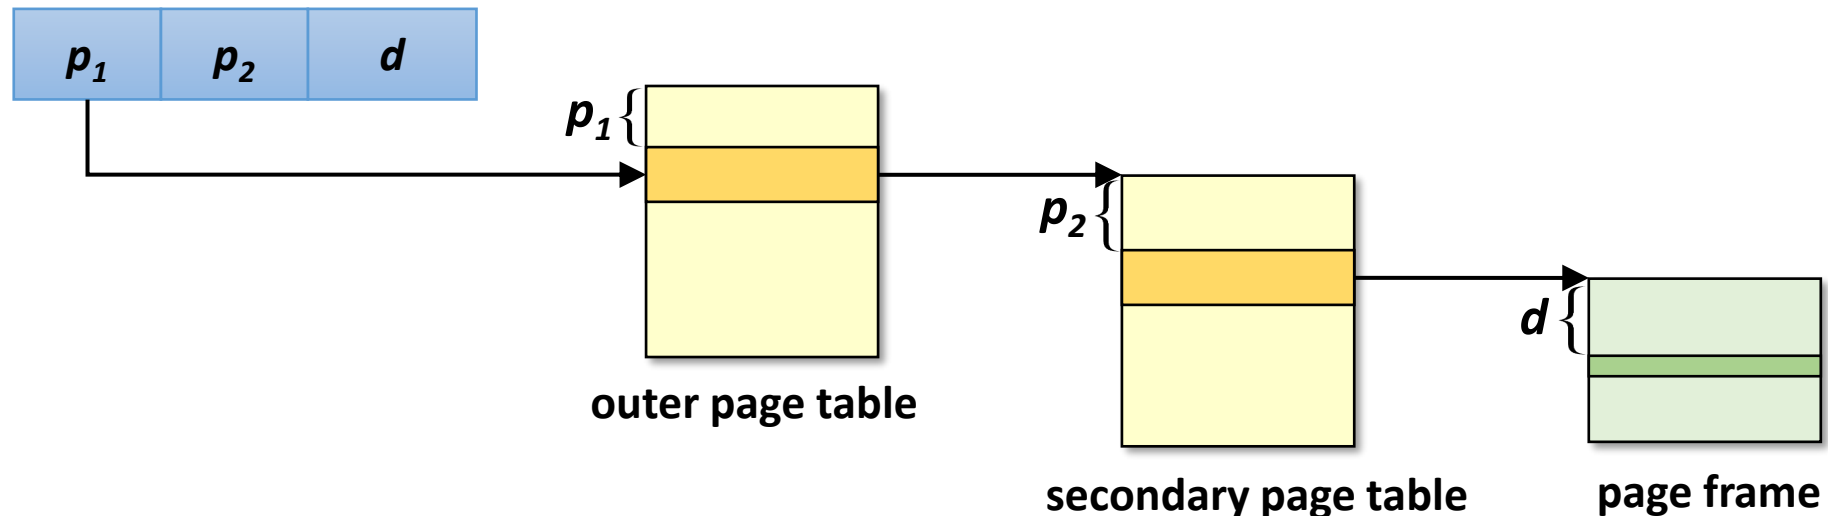 p₁ p₂ d
p₁
p₂
d
outer page table
secondary page table
page frame